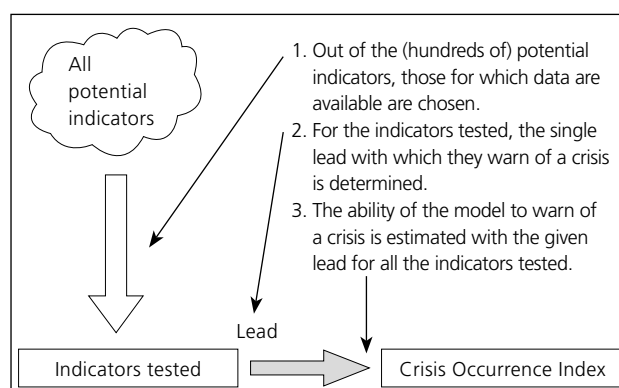 All
potential
indicators
1. Out of the (hundreds of) potential
indicators, those for which data are
available are chosen.
2. For the indicators tested, the single
lead with which they warn of a crisis
is determined.
3. The ability of the model to warn of
a crisis is estimated with the given
lead for all the indicators tested.
Lead
Indicators tested
Crisis Occurrence Index